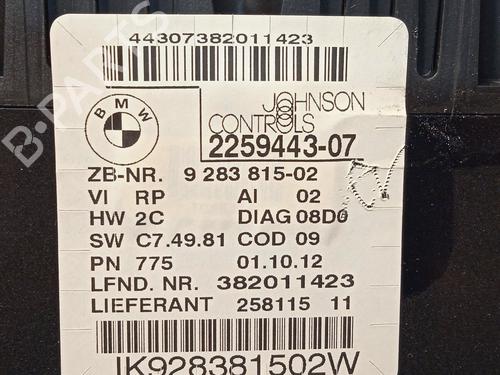 44307382011423
BMW
JOHNSON
CONTROLS
2259443-07
ZB-NR. 9 283 815-02
VI RP AI 02
HW 2C DIAG 08D0
SW C7.49.81 COD 09
PN 775 01.10.12
LFND. NR. 382011423
LIEFERANT 258115 11
IK928381502W
B-PARTS